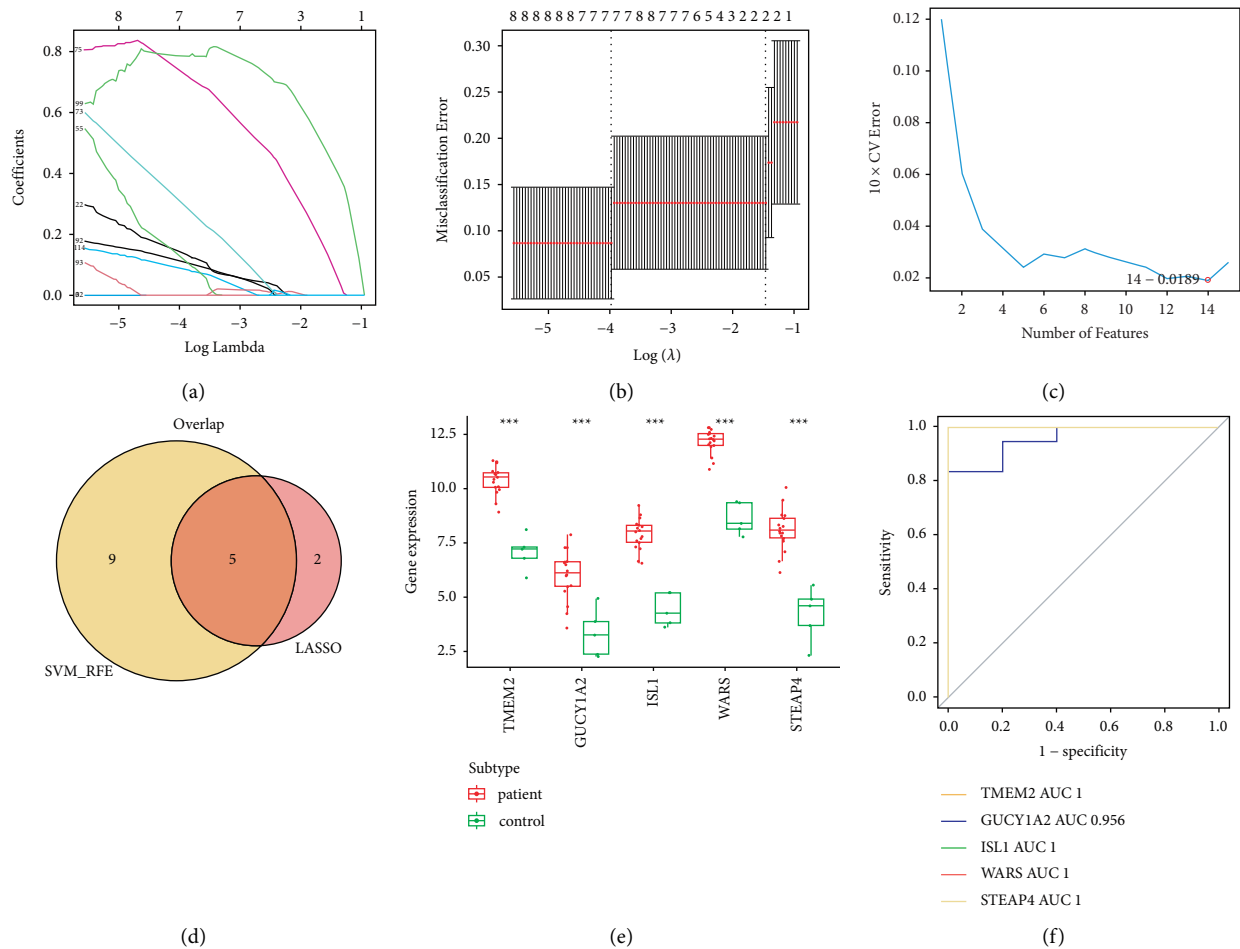 8 7 7 3 1
0.8
0.6
0.4
0.2
0.0
Coefficients
75
99
73
55
22
92
114
93
−5 −4 −3 −2 −1
Log Lambda
(a)
8 8 8 8 8 8 7 7 7 7 7 8 8 7 7 7 6 5 4 3 2 2 2 2 1
0.30
0.25
0.20
0.15
0.10
0.05
Misclassification Error
−5 −4 −3 −2 −1
Log (λ)
(b)
0.12
0.10
0.08
0.06
0.04
0.02
10 × CV Error
14 − 0.0189
2 4 6 8 10 12 14
Number of Features
(c)
Overlap
9 5 2
LASSO
SVM_RFE
(d)
*** *** *** *** ***
12.5
10.0
7.5
5.0
2.5
Gene expression
TMEM2
GUCY1A2
ISL1
WARS
STEAP4
Subtype
patient
control
(e)
1.0
0.8
0.6
0.4
0.2
0.0
Sensitivity
0.0 0.2 0.4 0.6 0.8 1.0
1 − specificity
TMEM2 AUC 1
GUCY1A2 AUC 0.956
ISL1 AUC 1
WARS AUC 1
STEAP4 AUC 1
(f)